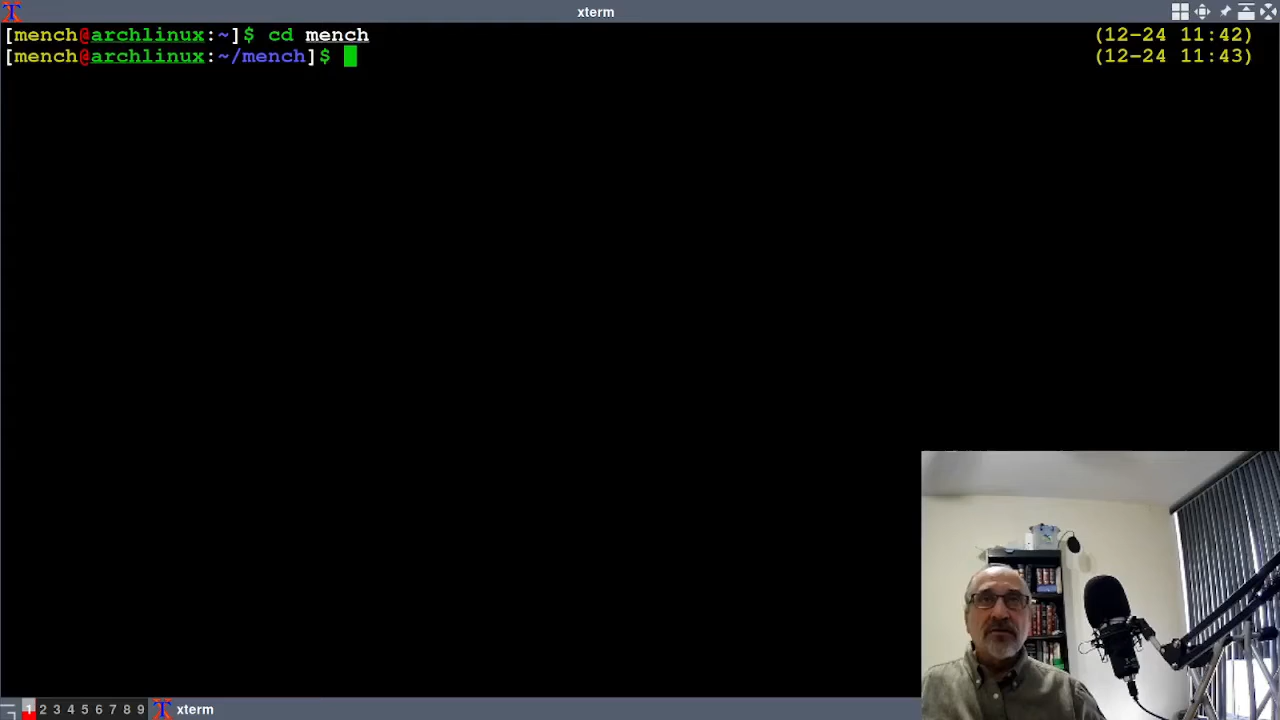 xterm
[mench@archlinux:~]$ cd mench (12-24 11:42)
[mench@archlinux:~/mench]$ (12-24 11:43)
1 2 3 4 5 6 7 8 9 xterm